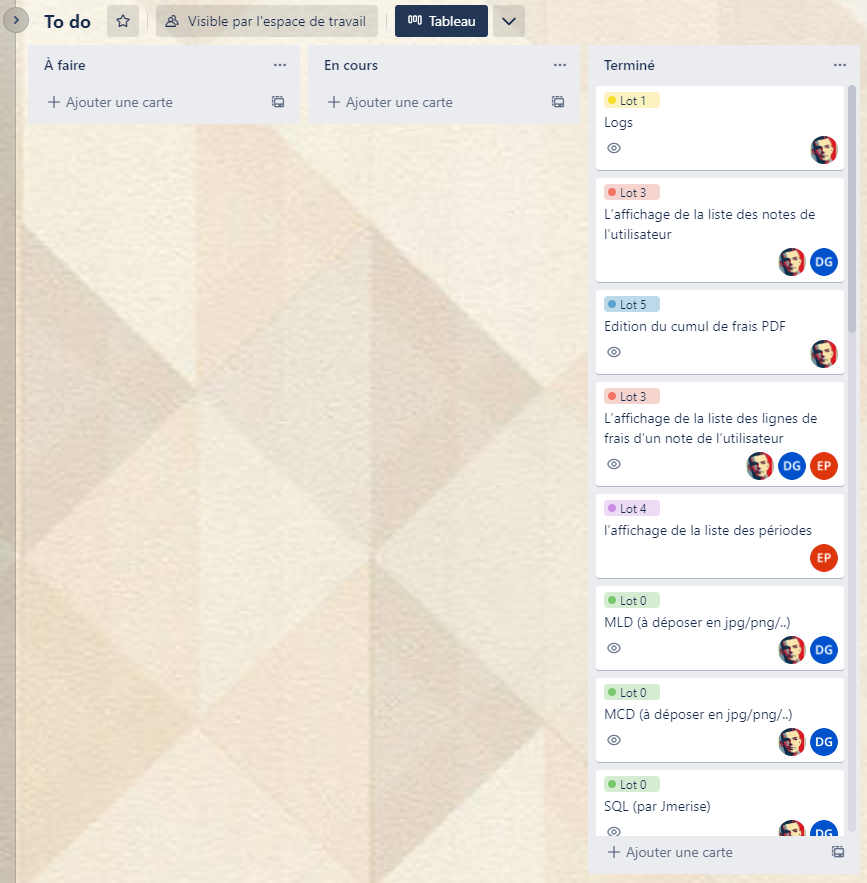 To do
Visible par l'espace de travail
Tableau
À faire
Ajouter une carte
En cours
Ajouter une carte
Terminé
Lot 1
Logs
Lot 3
L'affichage de la liste des notes de
l'utilisateur
DG
Lot 5
Edition du cumul de frais PDF
Lot 3
L'affichage de la liste des lignes de
frais d'un note de l'utilisateur
DG EP
Lot 4
l'affichage de la liste des périodes
EP
Lot 0
MLD (à déposer en jpg/png/..)
DG
Lot 0
MCD (à déposer en jpg/png/..)
DG
Lot 0
SQL (par Jmerise)
DG
Ajouter une carte